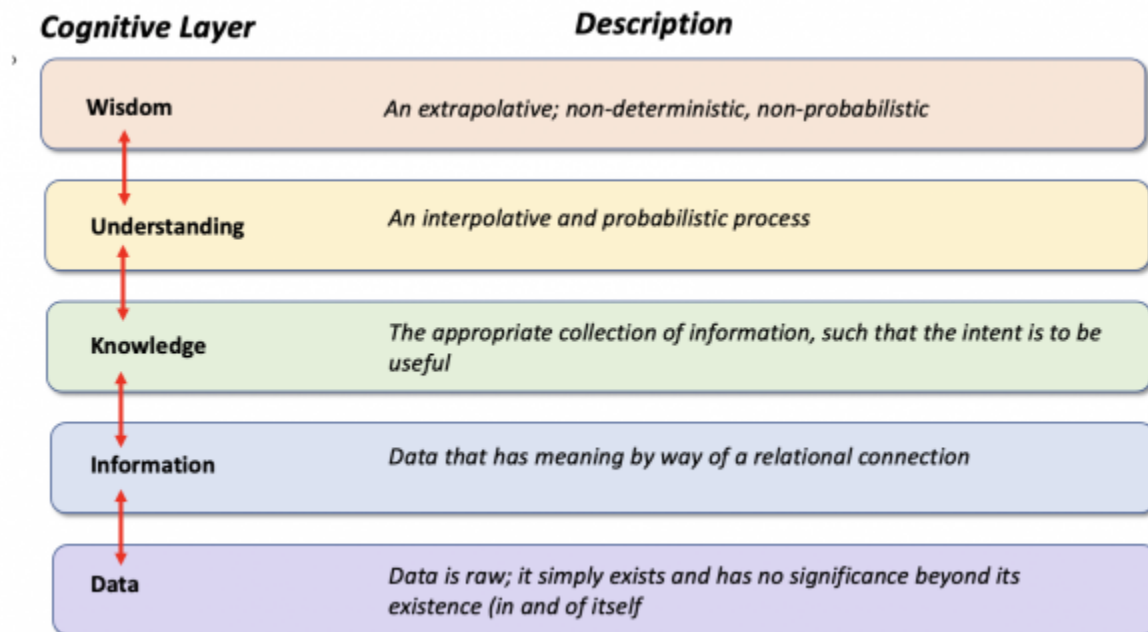 Cognitive Layer Description
Wisdom An extrapolative; non-deterministic, non-probabilistic
Understanding An interpolative and probabilistic process
Knowledge The appropriate collection of information, such that the intent is to be
useful
Information Data that has meaning by way of a relational connection
Data Data is raw; it simply exists and has no significance beyond its
existence (in and of itself